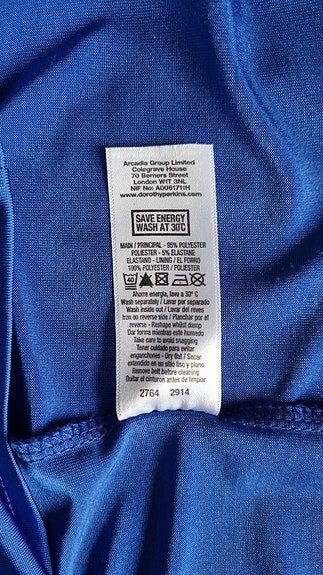 Arcadia Group Limited
Colegrave House
70 Berners Street
London W1T 3NL
NIF No: A0061711H
www.dorothyperkins.com
SAVE ENERGY
WASH AT 30°C
MAIN / PRINCIPAL - 95% POLYESTER
POLIESTER - 5% ELASTANE
ELASTANO - LINING / EL FORRO
100% POLYESTER / POLIESTER
40
Ahorre energia, lave a 30° C
Wash separately / Lavar por separado
Wash inside out / Lavar del reves
Iron on reverse side / Planchar por el
reverso - Reshape whilst damp
Dar forma mientras este humedo
Take care to avoid snagging
Tener cuidado para evitar
enganchones - Dry flat / Secar
extendido en un sitio liso y plano
Remove belt before cleaning
Quitar el cinturon antes de limpiar
2764 2914